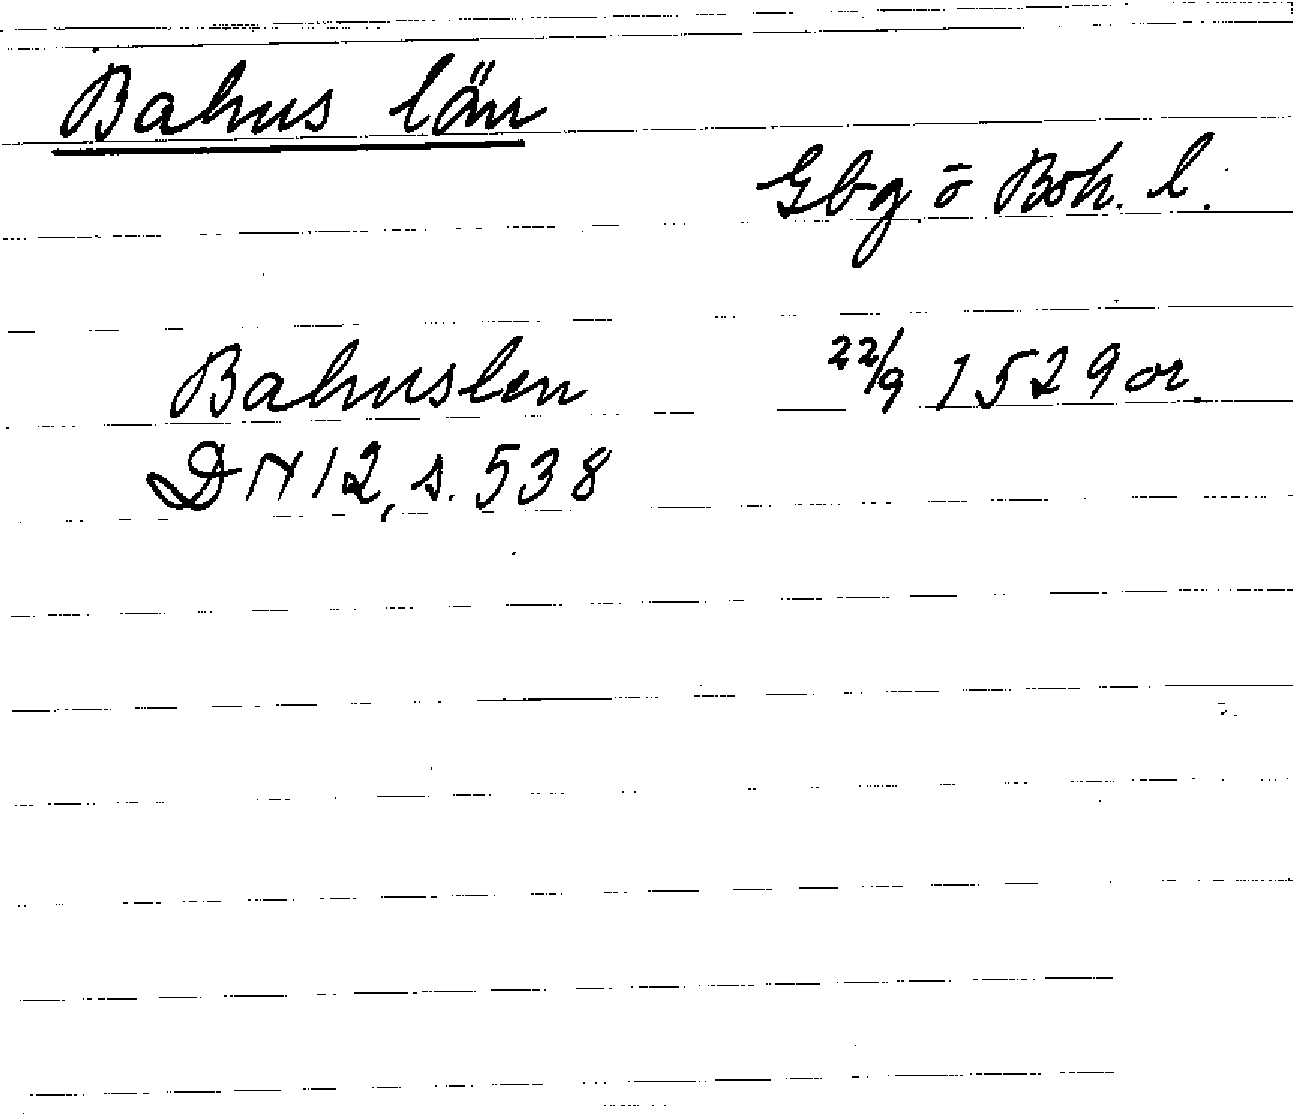 Bahus län
Gbg o Boh. l.
Bahuslen 22/9 1529 or.
DN 12, s. 538